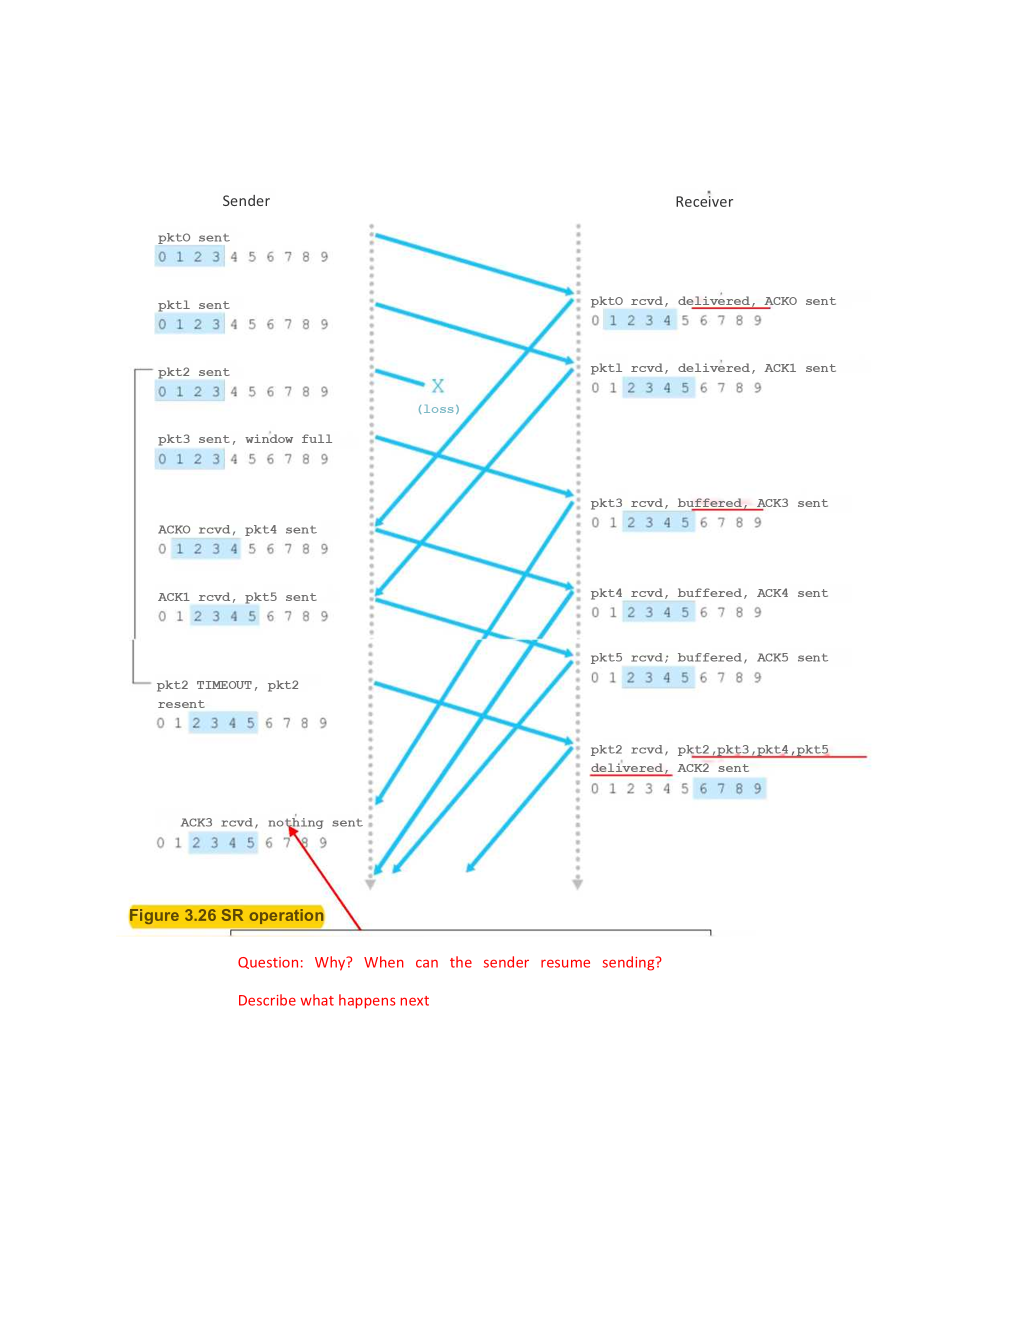 Sender
Receiver
pkt0 sent
0 1 2 3 4 5 6 7 8 9
pkt0 rcvd, delivered, ACK0 sent
0 1 2 3 4 5 6 7 8 9
pkt1 sent
0 1 2 3 4 5 6 7 8 9
pkt1 rcvd, delivered, ACK1 sent
0 1 2 3 4 5 6 7 8 9
pkt2 sent
0 1 2 3 4 5 6 7 8 9
X
(loss)
pkt3 sent, window full
0 1 2 3 4 5 6 7 8 9
pkt3 rcvd, buffered, ACK3 sent
0 1 2 3 4 5 6 7 8 9
ACK0 rcvd, pkt4 sent
0 1 2 3 4 5 6 7 8 9
pkt4 rcvd, buffered, ACK4 sent
0 1 2 3 4 5 6 7 8 9
ACK1 rcvd, pkt5 sent
0 1 2 3 4 5 6 7 8 9
pkt5 rcvd; buffered, ACK5 sent
0 1 2 3 4 5 6 7 8 9
pkt2 TIMEOUT, pkt2
resent
0 1 2 3 4 5 6 7 8 9
pkt2 rcvd, pkt2,pkt3,pkt4,pkt5
delivered, ACK2 sent
0 1 2 3 4 5 6 7 8 9
ACK3 rcvd, nothing sent
0 1 2 3 4 5 6 7 8 9
Figure 3.26 SR operation
Question: Why? When can the sender resume sending?
Describe what happens next